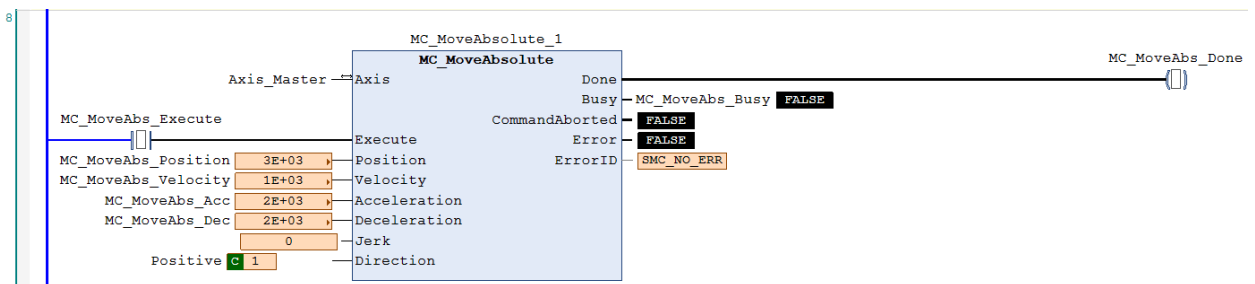 8
MC_MoveAbsolute_1
MC_MoveAbsolute
MC_MoveAbs_Done
Axis_Master Axis Done
Busy MC_MoveAbs_Busy FALSE
CommandAborted FALSE
MC_MoveAbs_Execute
Execute Error FALSE
MC_MoveAbs_Position 3E+03 Position ErrorID SMC_NO_ERR
MC_MoveAbs_Velocity 1E+03 Velocity
MC_MoveAbs_Acc 2E+03 Acceleration
MC_MoveAbs_Dec 2E+03 Deceleration
0 Jerk
Positive C 1 Direction